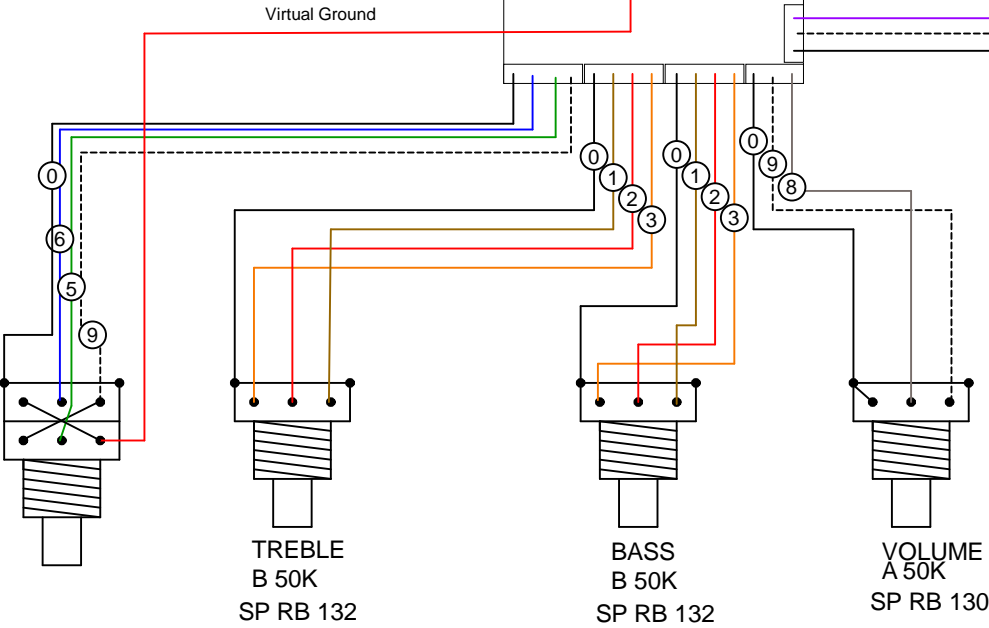 Virtual Ground
0
6
5
9
0
1
2
3
0
1
2
3
0
9
8
TREBLE
B 50K
SP RB 132
BASS
B 50K
SP RB 132
VOLUME
A 50K
SP RB 130